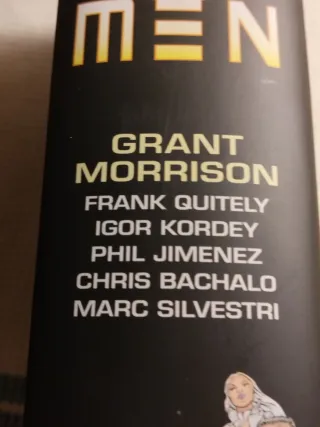 MEN
GRANT
MORRISON
FRANK QUITELY
IGOR KORDEY
PHIL JIMENEZ
CHRIS BACHALO
MARC SILVESTRI